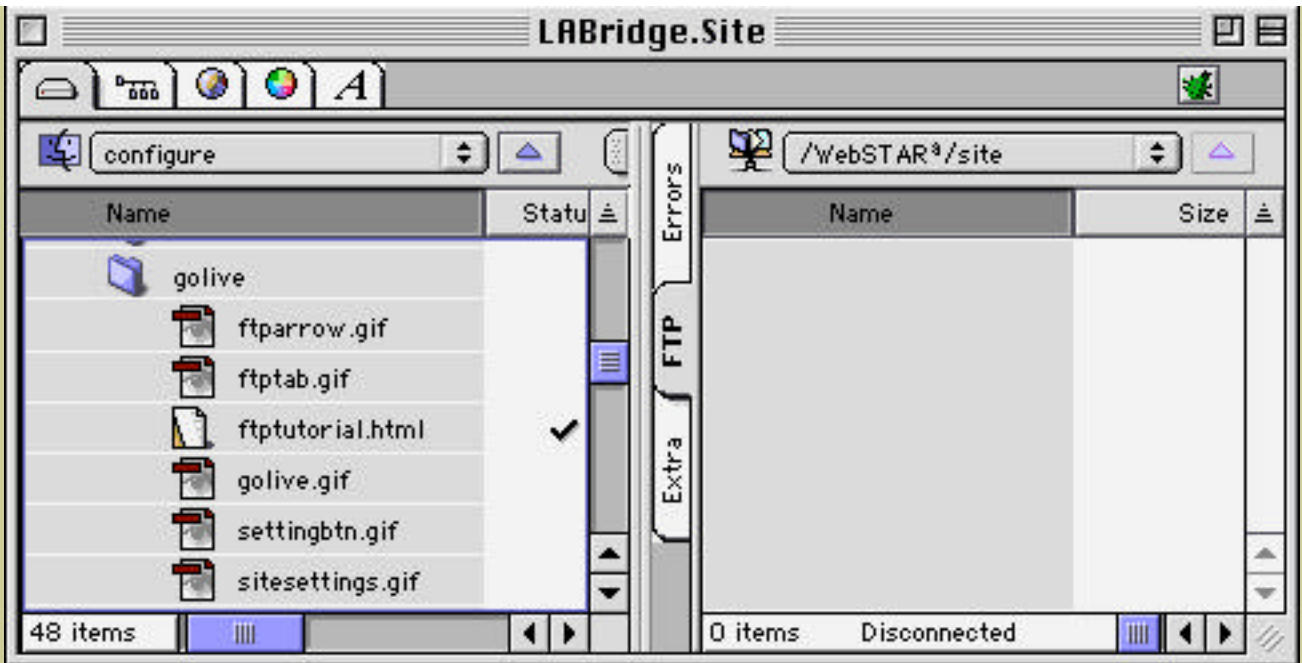 LABridge.Site
A
configure
Name Statu
golive
ftparrow.gif
ftptab.gif
ftptutorial.html
golive.gif
settingbtn.gif
sitesettings.gif
48 items
Errors
FTP
Extra
/WebSTARª/site
Name Size
0 items Disconnected